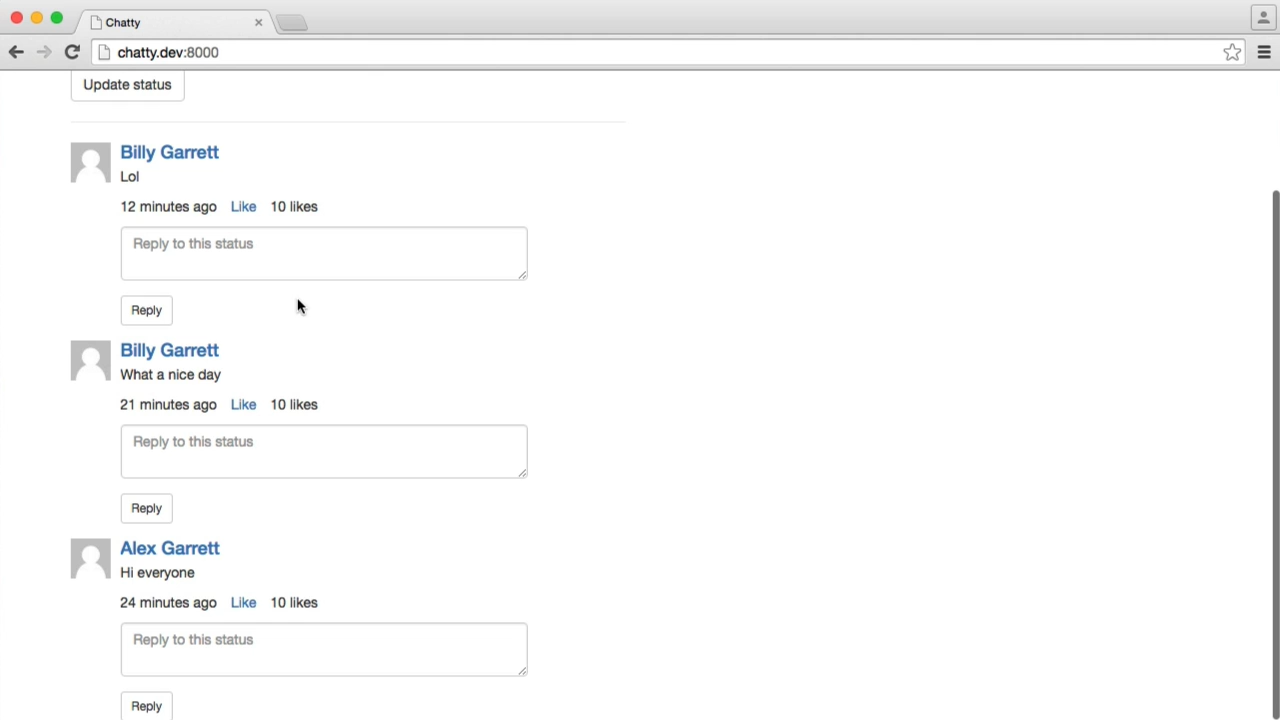 Chatty
chatty.dev:8000
Update status
Billy Garrett
Lol
12 minutes ago Like 10 likes
Reply to this status
Reply
Billy Garrett
What a nice day
21 minutes ago Like 10 likes
Reply to this status
Reply
Alex Garrett
Hi everyone
24 minutes ago Like 10 likes
Reply to this status
Reply